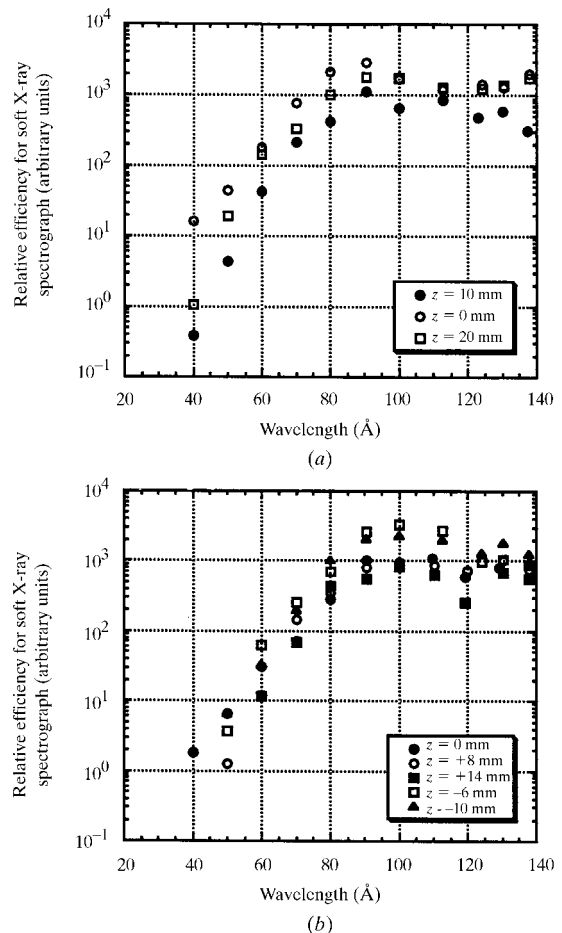 Relative efficiency for soft X-ray
spectrograph (arbitrary units)
10^4
10^3
10^2
10^1
10^0
10^-1
z = 10 mm
z = 0 mm
z = 20 mm
20 40 60 80 100 120 140
Wavelength (Å)
(a)
Relative efficiency for soft X-ray
spectrograph (arbitrary units)
10^4
10^3
10^2
10^1
10^0
10^-1
z = 0 mm
z = +8 mm
z = +14 mm
z = –6 mm
z - –10 mm
20 40 60 80 100 120 140
Wavelength (Å)
(b)